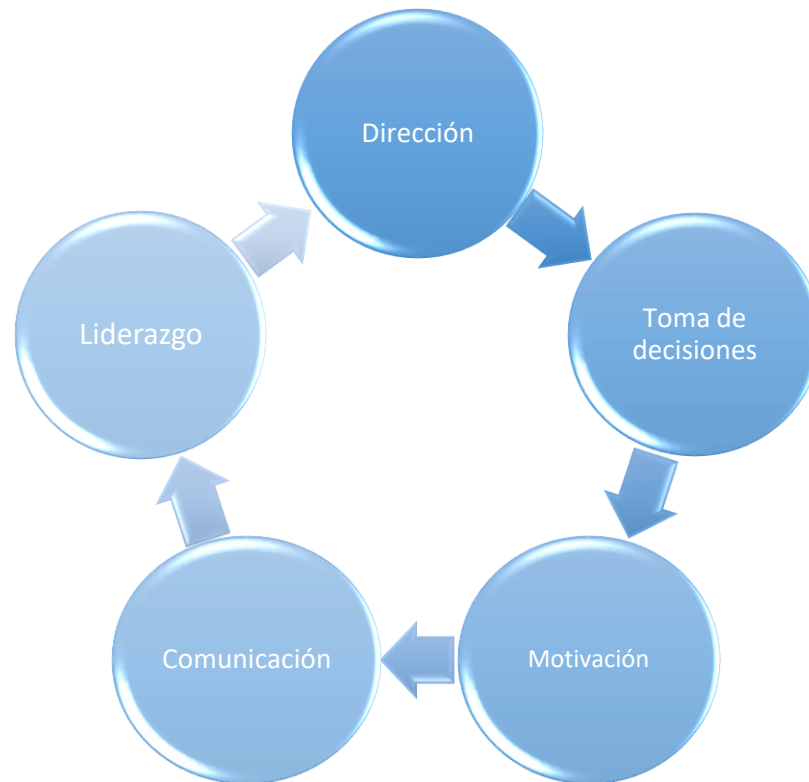 Dirección
Toma de
decisiones
Motivación
Comunicación
Liderazgo